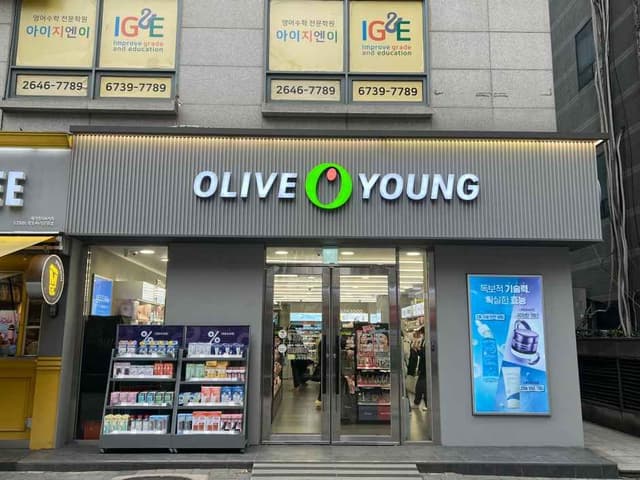 영어수학 전문학원
아이지엔이
IG2E
improve grade
and education
2646-7789
6739-7789
영어수학 전문학원
아이지엔이
IG2E
improve grade
and education
2646-7789
6739-7789
EE
OLIVE YOUNG
%
%
독보적 기술력,
확실한 효능